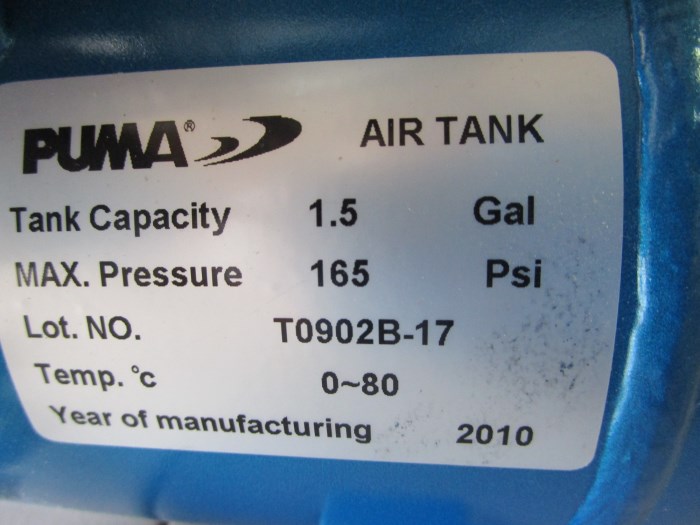 PUMA® AIR TANK
Tank Capacity 1.5 Gal
MAX. Pressure 165 Psi
Lot. NO. T0902B-17
Temp. °c 0~80
Year of manufacturing 2010